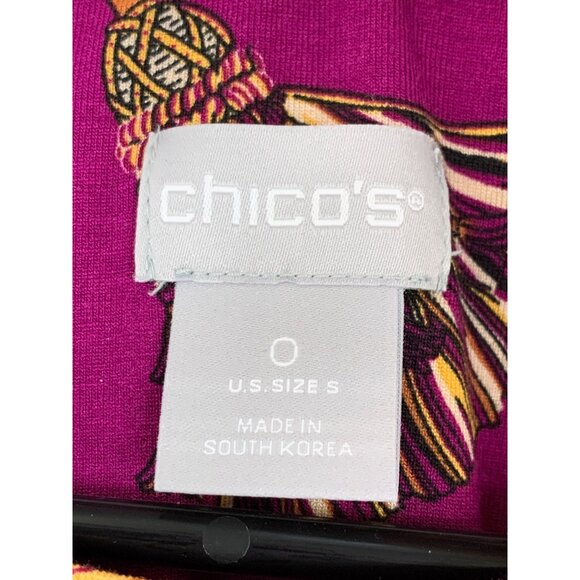 chico's®
0
U.S. SIZE S
MADE IN
SOUTH KOREA